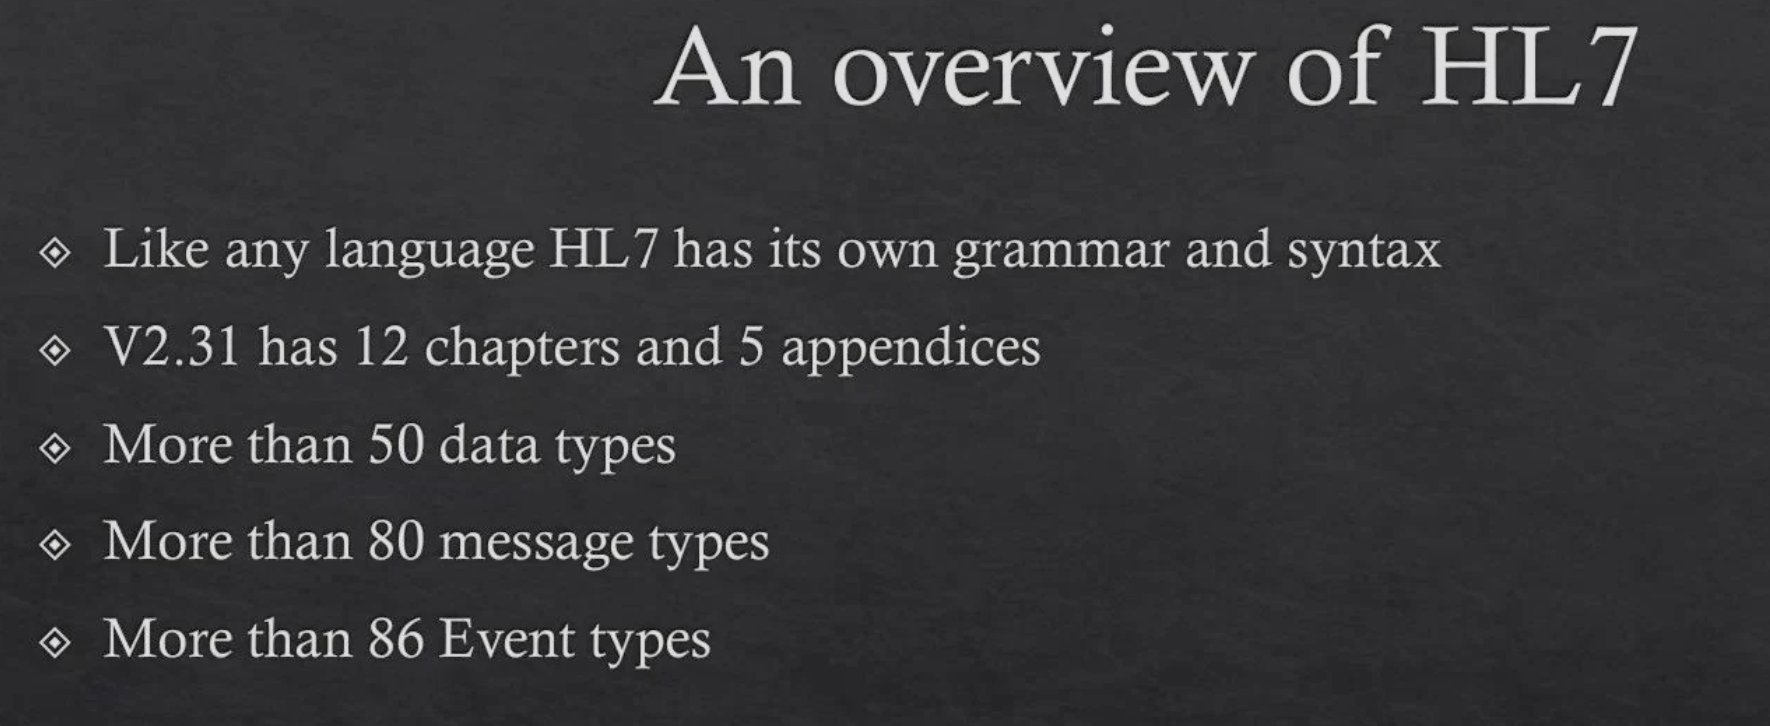 An overview of HL7
Like any language HL7 has its own grammar and syntax
V2.31 has 12 chapters and 5 appendices
More than 50 data types
More than 80 message types
More than 86 Event types